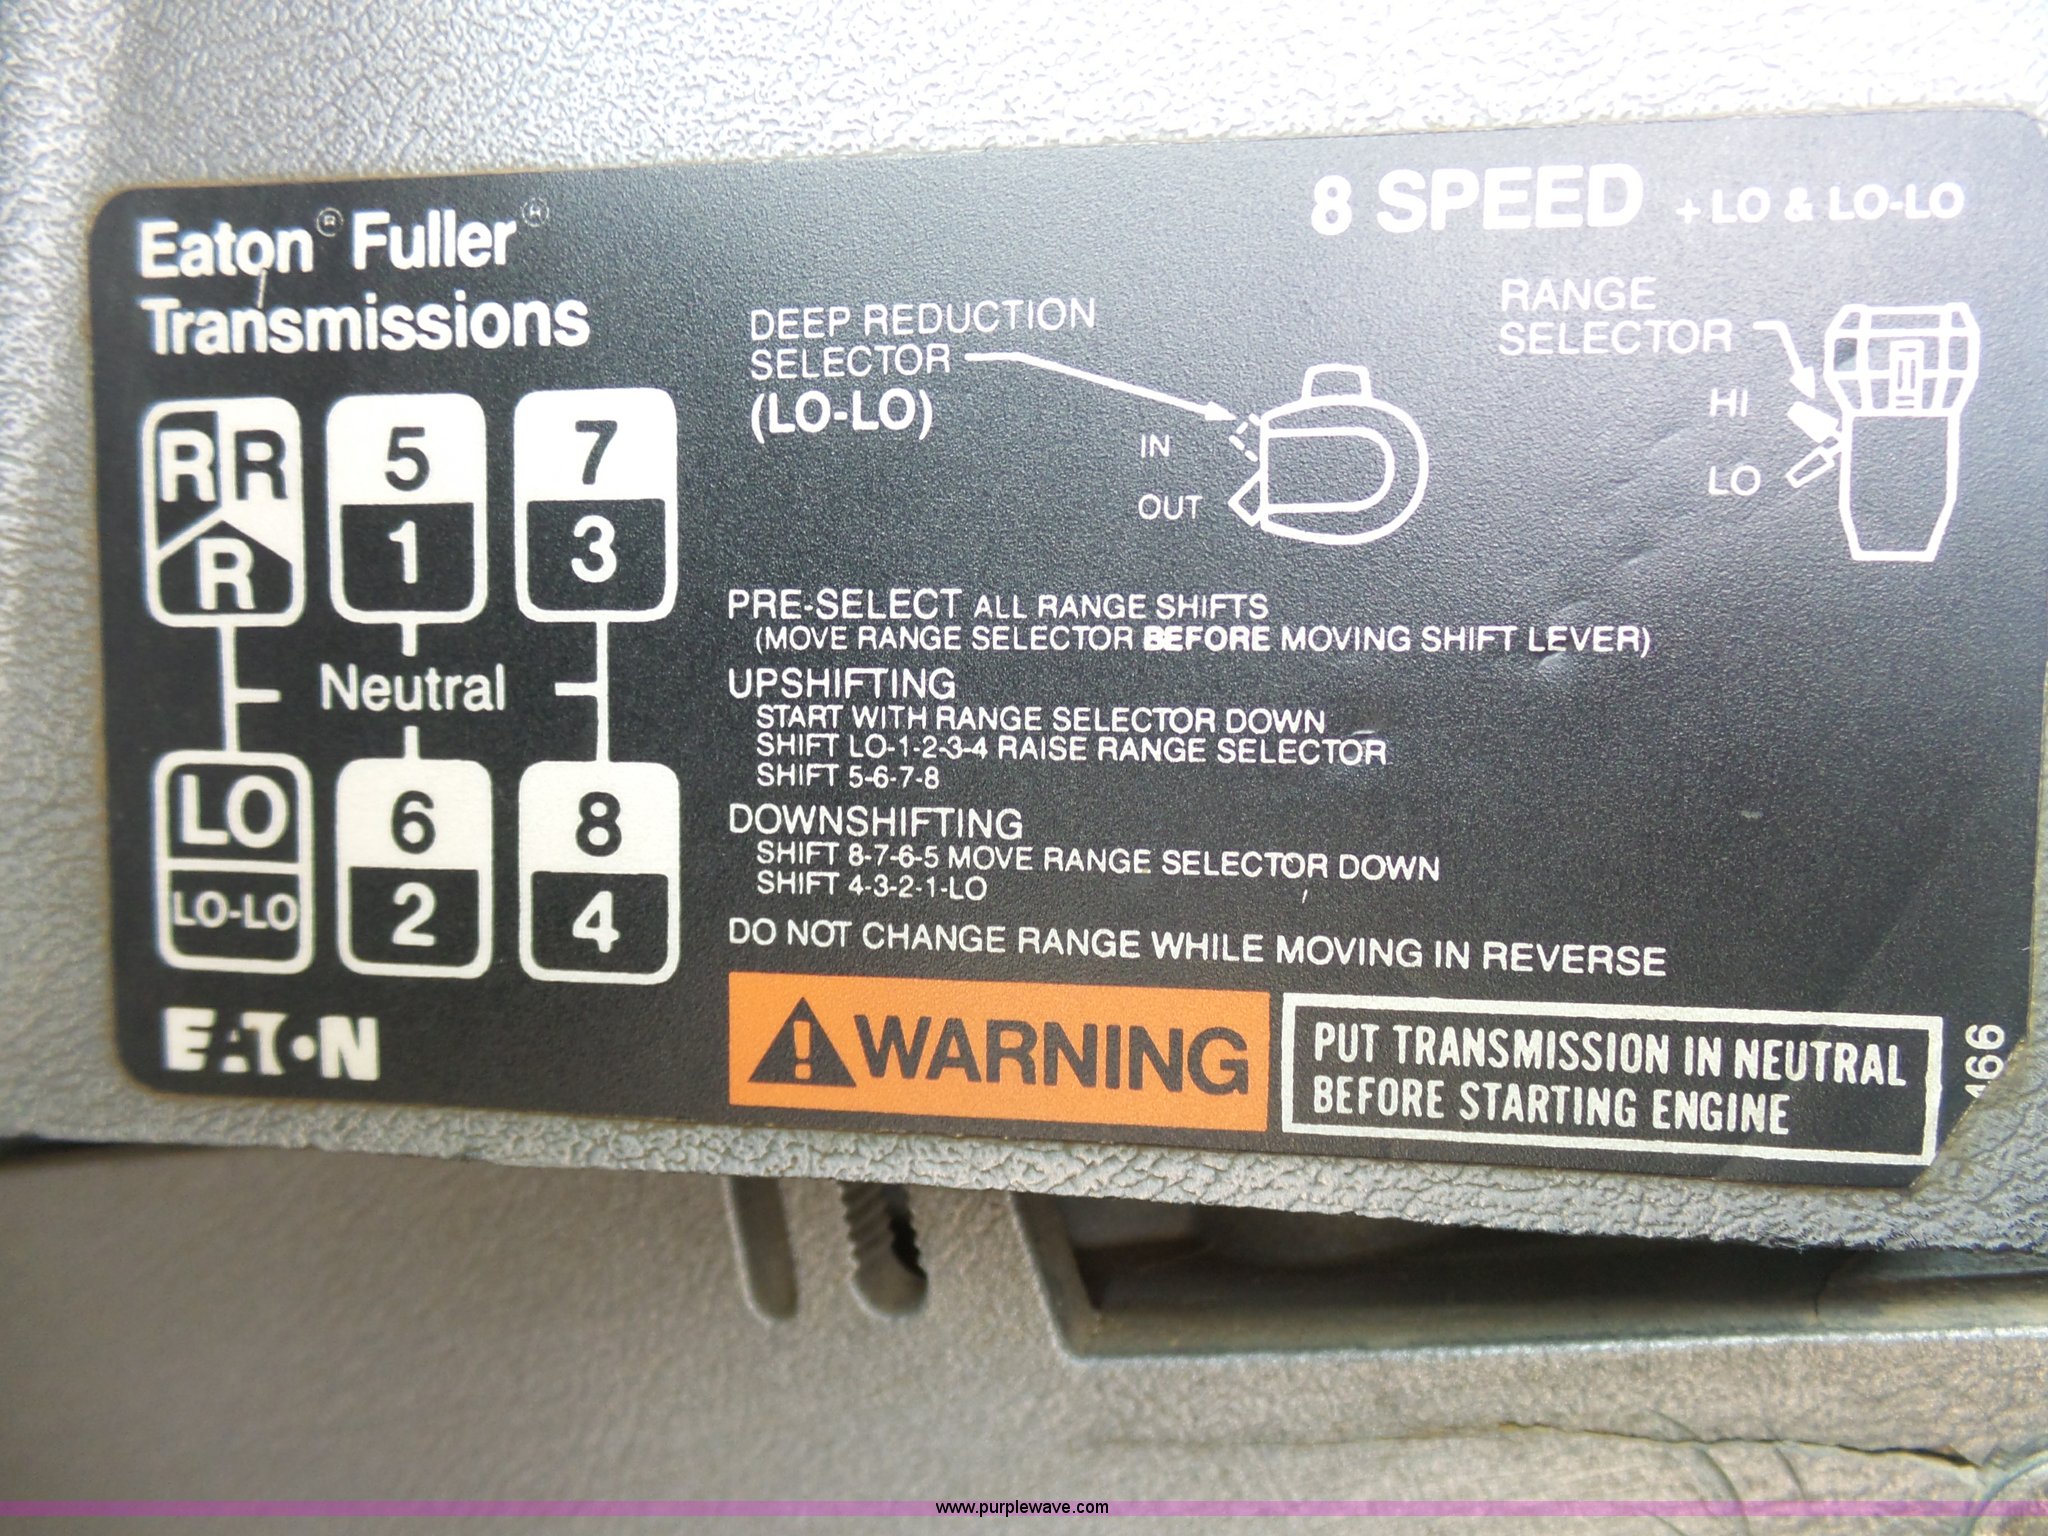 Eaton® Fuller®
Transmissions
8 SPEED + LO & LO-LO
R R
R
5
1
7
3
Neutral
LO
LO-LO
6
2
8
4
EATON
DEEP REDUCTION
SELECTOR
(LO-LO)
IN
OUT
RANGE
SELECTOR
HI
LO
PRE-SELECT ALL RANGE SHIFTS
(MOVE RANGE SELECTOR BEFORE MOVING SHIFT LEVER)
UPSHIFTING
START WITH RANGE SELECTOR DOWN
SHIFT LO-1-2-3-4 RAISE RANGE SELECTOR
SHIFT 5-6-7-8
DOWNSHIFTING
SHIFT 8-7-6-5 MOVE RANGE SELECTOR DOWN
SHIFT 4-3-2-1-LO
DO NOT CHANGE RANGE WHILE MOVING IN REVERSE
WARNING
PUT TRANSMISSION IN NEUTRAL
BEFORE STARTING ENGINE
www.purplewave.com